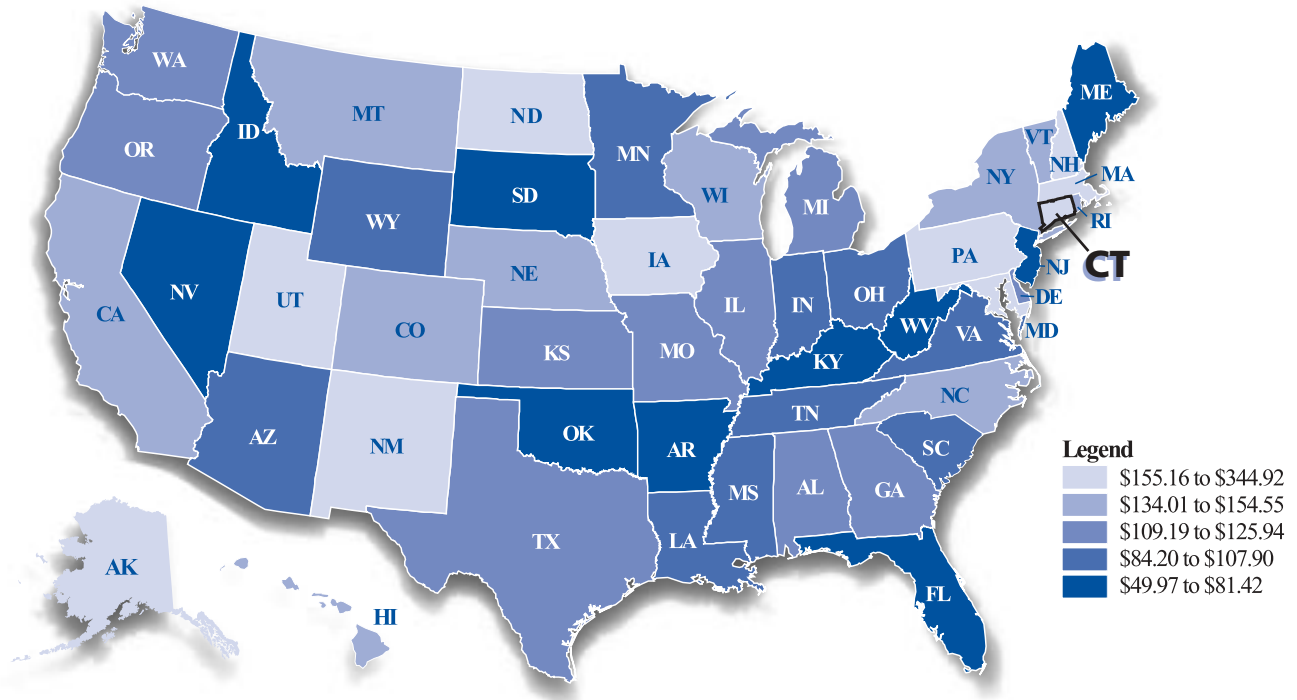 WA
MT
ND
MN
ME
OR
ID
SD
WI
MI
VT
NH
NY
MA
RI
WY
CT
NV
UT
NE
IA
PA
NJ
CA
CO
IL
IN
OH
DE
MD
WV
VA
KS
MO
KY
NC
AZ
NM
OK
AR
TN
SC
MS
AL
GA
TX
LA
AK
HI
FL
Legend
$155.16 to $344.92
$134.01 to $154.55
$109.19 to $125.94
$84.20 to $107.90
$49.97 to $81.42